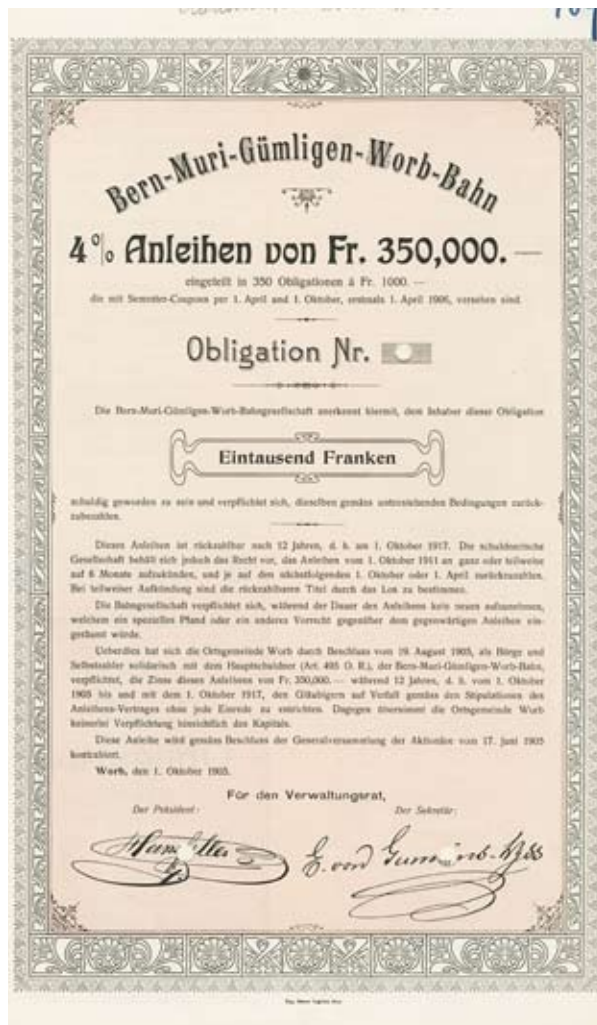 Bern-Muri-Gümligen-Worb-Bahn
4% Anleihen von Fr. 350,000. —
eingeteilt in 350 Obligationen à Fr. 1000. —
die mit Semester-Coupons per 1. April und 1. Oktober, erstmals 1. April 1906, versehen sind
Obligation Nr.
Die Bern-Muri-Gümligen-Worb-Bahngesellschaft anerkennt hiermit, dem Inhaber dieser Obligation
Eintausend Franken
schuldig geworden zu sein und verpflichtet sich, dieselben gemäss untenstehenden Bedingungen zurück-
zubezahlen.
Dieses Anleihen ist rückzahlbar nach 12 Jahren, d. h. am 1. Oktober 1917. Die schuldnerische
Gesellschaft behält sich jedoch das Recht vor, das Anleihen vom 1. Oktober 1911 an ganz oder teilweise
auf 6 Monate aufzukünden, und je auf den nächstfolgenden 1. Oktober oder 1. April zurückzuzahlen.
Bei teilweiser Aufkündung sind die rückzahlbaren Titel durch das Los zu bestimmen.
Die Bahngesellschaft verpflichtet sich, während der Dauer des Anleihens kein neues aufzunehmen,
welchem ein spezielles Pfand oder ein anderes Vorrecht gegenüber dem gegenwärtigen Anleihen ein-
geräumt würde.
Ueberdies hat sich die Ortsgemeinde Worb durch Beschluss vom 19. August 1905, als Bürge und
Selbstzahler solidarisch mit dem Hauptschuldner (Art. 495 O. R.), der Bern-Muri-Gümligen-Worb-Bahn,
verpflichtet, die Zinse dieses Anleihens von Fr. 350,000. — während 12 Jahren, d. h. vom 1. Oktober
1905 bis und mit dem 1. Oktober 1917, den Gläubigern auf Verfall gemäss den Stipulationen des
Anleihens-Vertrages ohne jede Einrede zu entrichten. Dagegen übernimmt die Ortsgemeinde Worb
keinerlei Verpflichtung hinsichtlich des Kapitals.
Diese Anleihe wird gemäss Beschluss der Generalversammlung der Aktionäre vom 17. Juni 1905
kontrahiert.
Worb, den 1. Oktober 1905.
Für den Verwaltungsrat,
Der Präsident:
Der Sekretär: